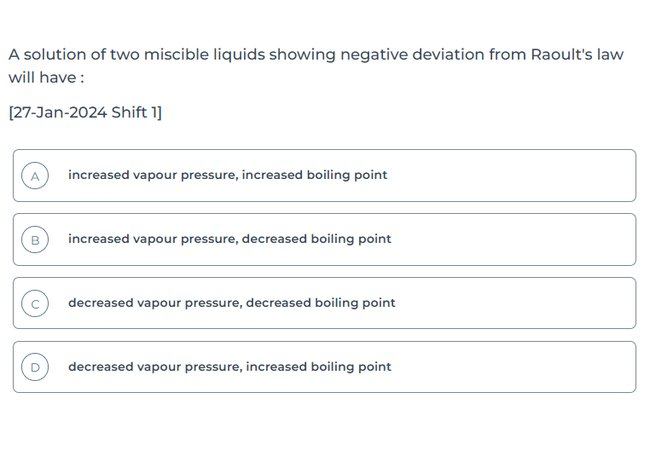 A solution of two miscible liquids showing negative deviation from Raoult's law
will have :
[27-Jan-2024 Shift 1]
A increased vapour pressure, increased boiling point
B increased vapour pressure, decreased boiling point
C decreased vapour pressure, decreased boiling point
D decreased vapour pressure, increased boiling point